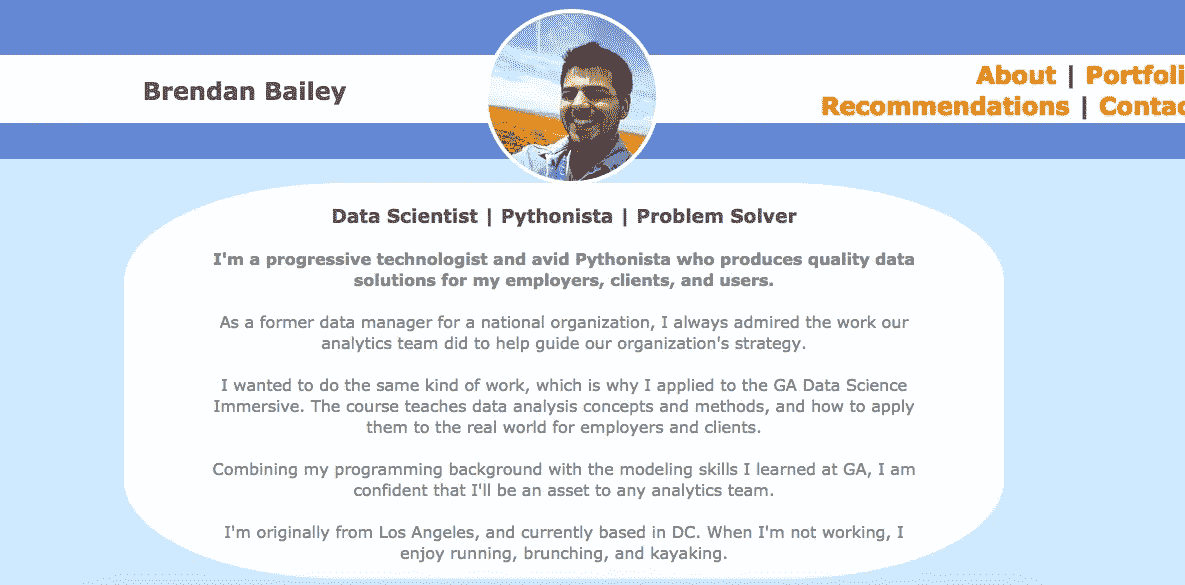 Brendan Bailey
About | Portfoli
Recommendations | Contac
Data Scientist | Pythonista | Problem Solver
I'm a progressive technologist and avid Pythonista who produces quality data
solutions for my employers, clients, and users.
As a former data manager for a national organization, I always admired the work our
analytics team did to help guide our organization's strategy.
I wanted to do the same kind of work, which is why I applied to the GA Data Science
Immersive. The course teaches data analysis concepts and methods, and how to apply
them to the real world for employers and clients.
Combining my programming background with the modeling skills I learned at GA, I am
confident that I'll be an asset to any analytics team.
I'm originally from Los Angeles, and currently based in DC. When I'm not working, I
enjoy running, brunching, and kayaking.